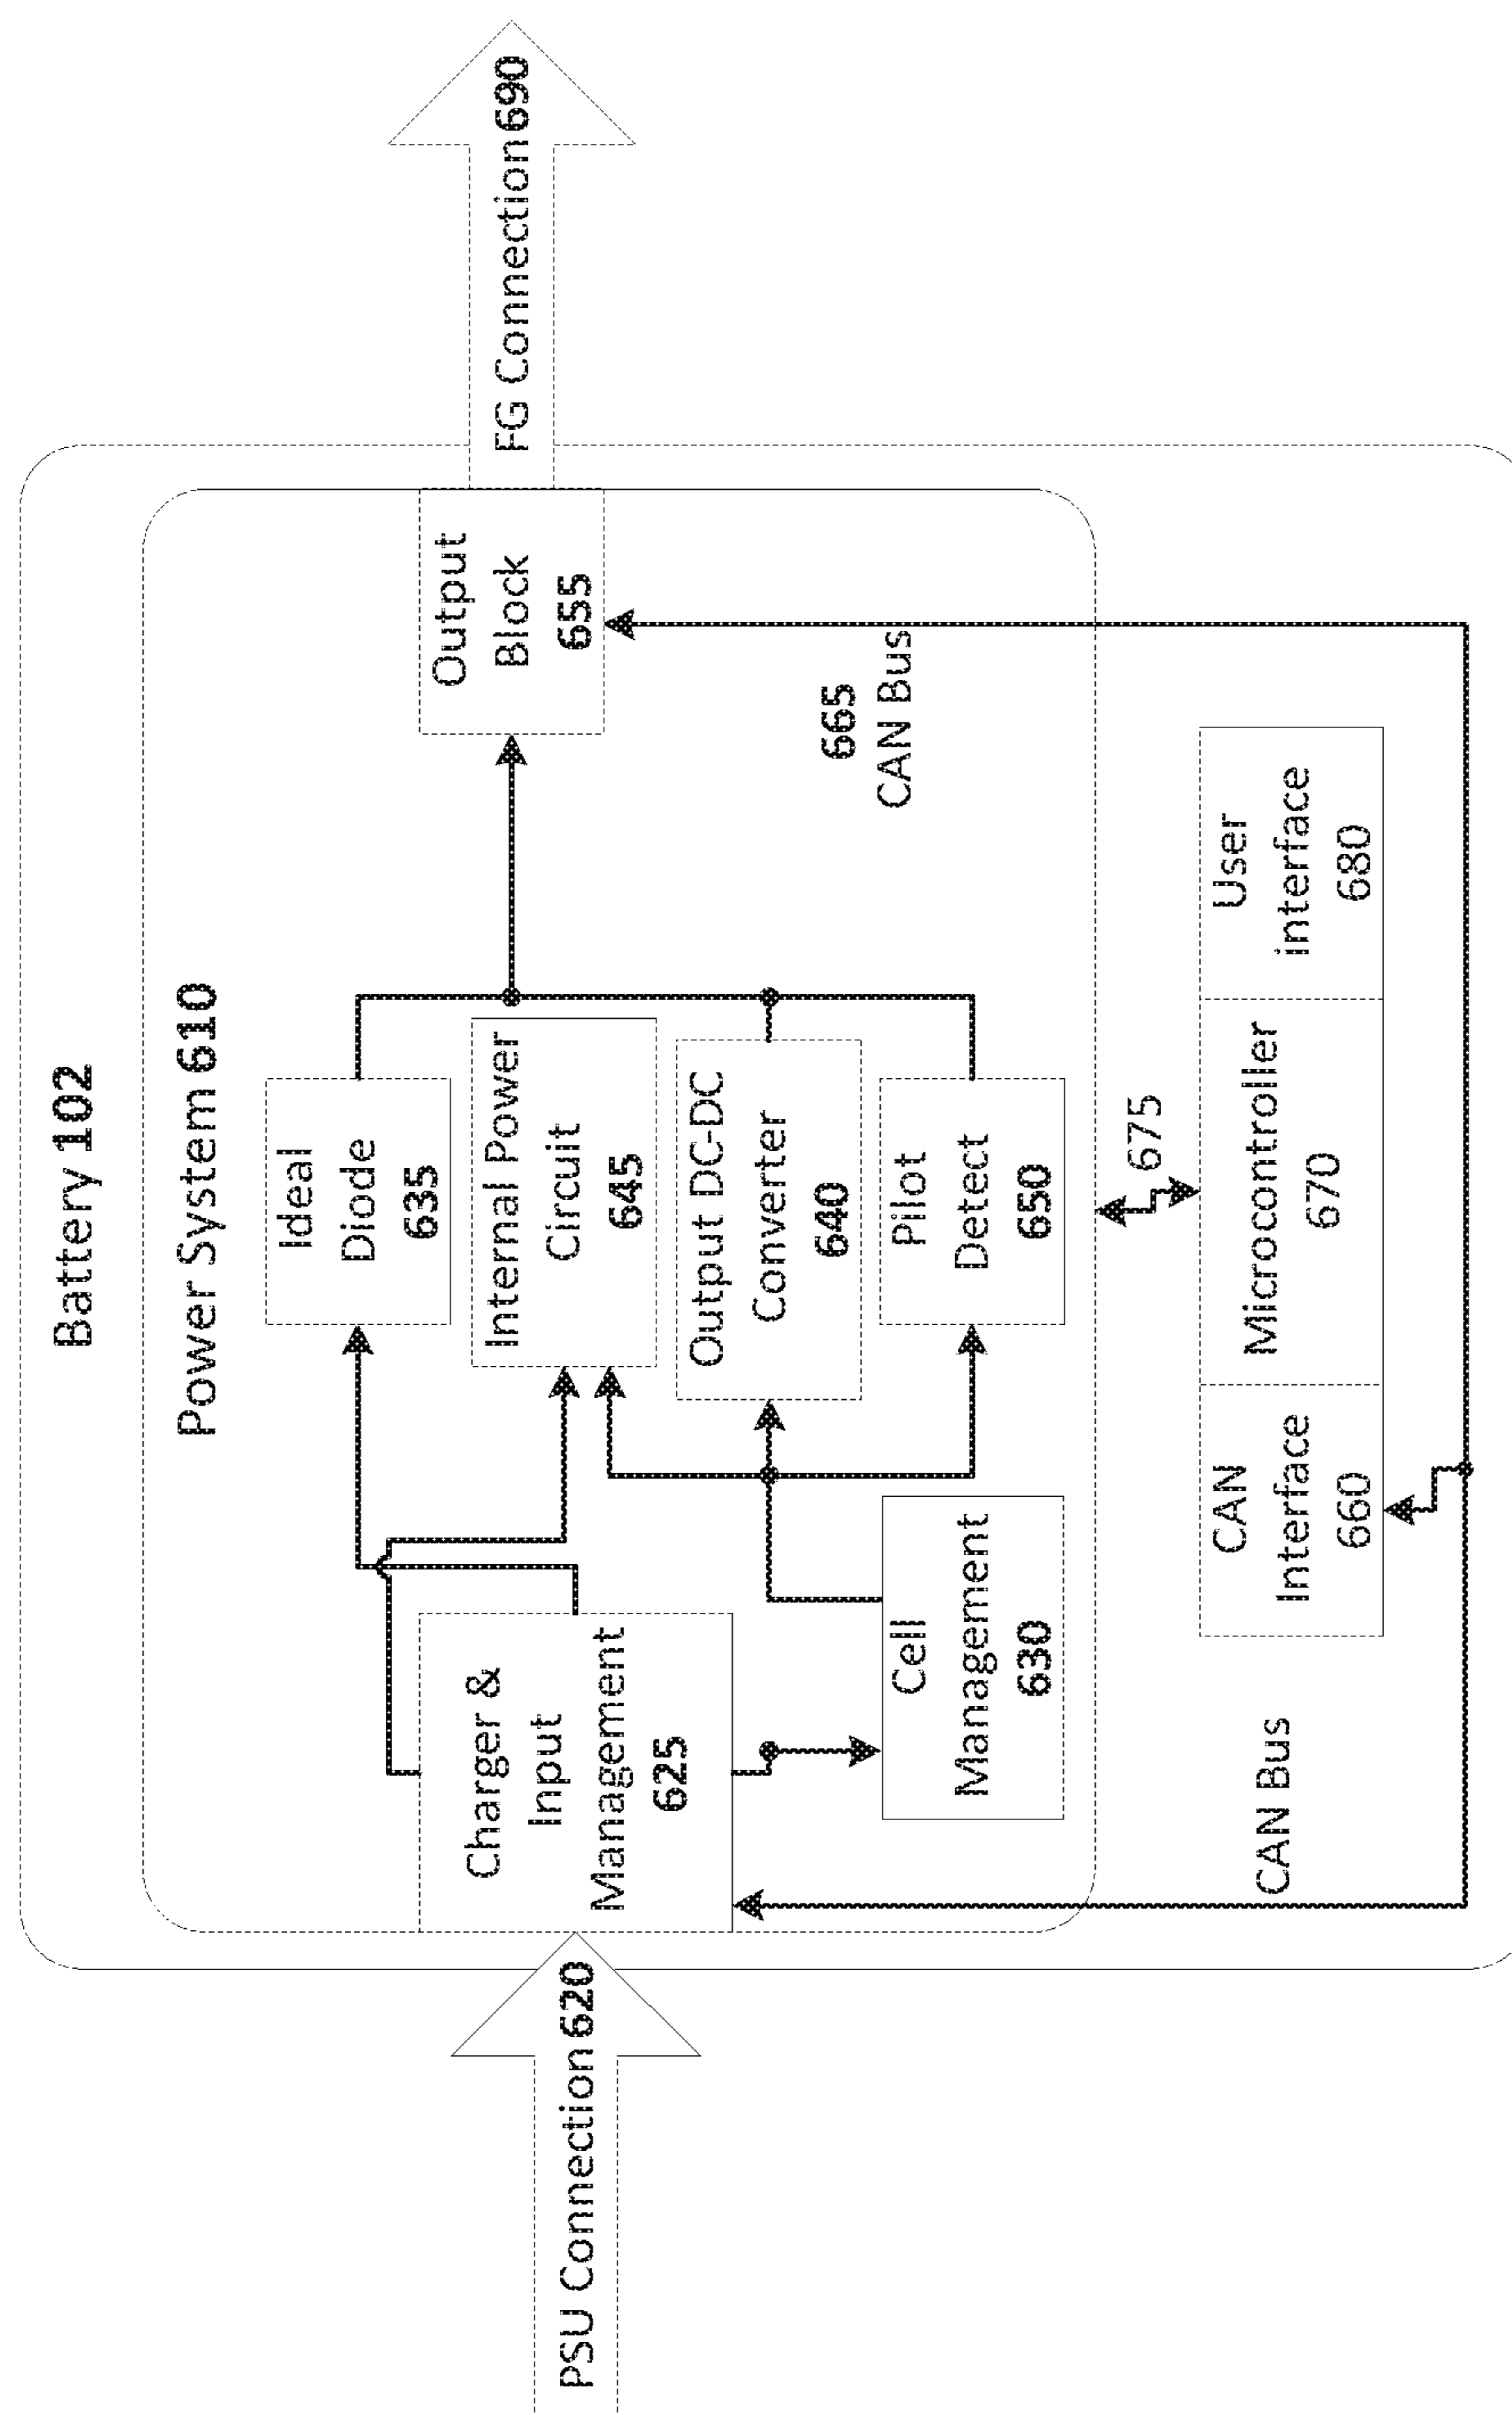 Battery 102
Power System 610
PSU Connection 620
Charger &
Input
Management
625
Cell
Management
630
Ideal
Diode
635
Internal Power
Circuit
645
Output DC-DC
Converter
640
Pilot
Detect
650
Output
Block
655
FG Connection 690
665
CAN Bus
675
CAN Bus
CAN
Interface
660
Microcontroller
670
User
interface
680